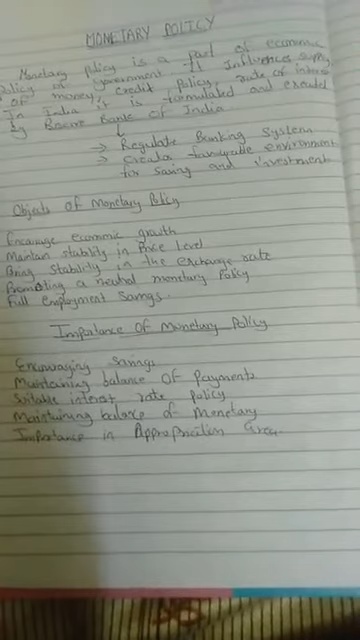 MONETARY POLICY
Monetary policy is a part of economic
Policy of government. It influences supply
of money, credit, Policy, rate of interest
In India it is formulated and executed
by Bank of India
→ Regulate Banking System
→ Create favourable environment
for saving and investment
Objects of Monetary Policy
Encourage economic growth
Maintain stability in Price Level
Bring stability in the exchange rate
Promoting a neutral monetary Policy
Full employment Savings.
Importance Of Monetary Policy
Encouraging Savings
Maintaining balance of Payments
Suitable interest rate policy
Maintaining balance of Monetary
Importance in